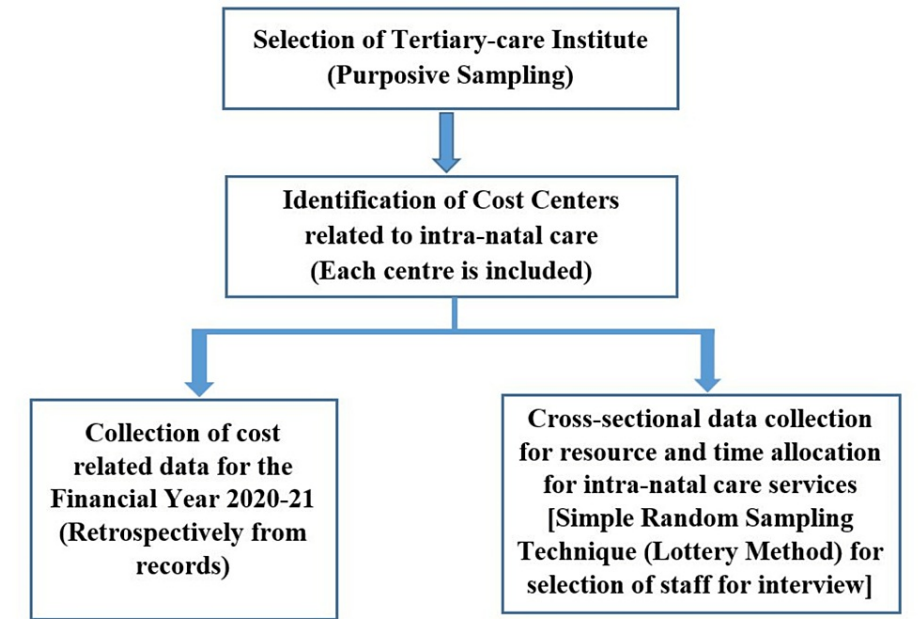 Selection of Tertiary-care Institute
(Purposive Sampling)
Identification of Cost Centers
related to intra-natal care
(Each centre is included)
Collection of cost
related data for the
Financial Year 2020-21
(Retrospectively from
records)
Cross-sectional data collection
for resource and time allocation
for intra-natal care services
[Simple Random Sampling
Technique (Lottery Method) for
selection of staff for interview]